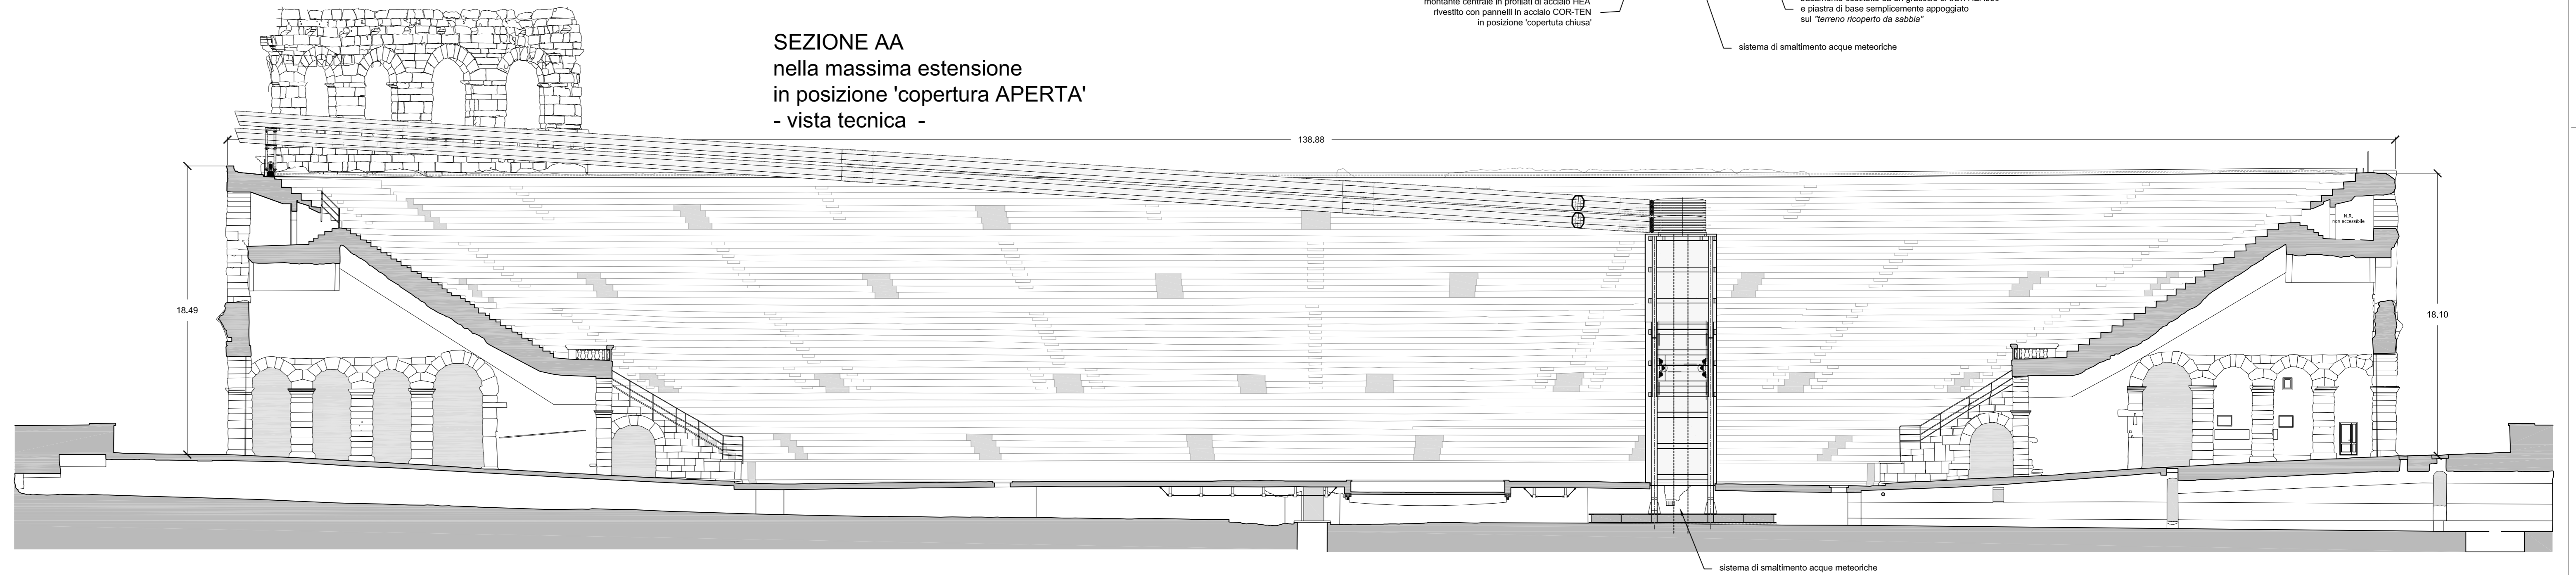 montante centrale in profilati di acciaio HEA
rivestito con pannelli in acciaio COR-TEN
in posizione 'copertuta chiusa'
e piastra di base semplicemente appoggiato
sul "terreno ricoperto da sabbia"
sistema di smaltimento acque meteoriche
SEZIONE AA
nella massima estensione
in posizione 'copertura APERTA'
- vista tecnica -
138.88
non accessibile
18.49
18.10
sistema di smaltimento acque meteoriche